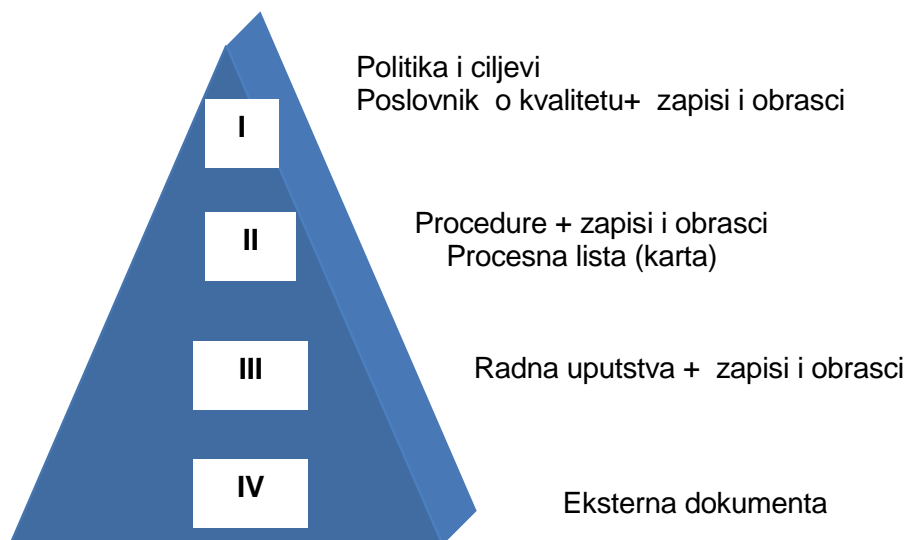 Politika i ciljevi
Poslovnik o kvalitetu+ zapisi i obrasci
I
Procedure + zapisi i obrasci
II
Procesna lista (karta)
III
Radna uputstva + zapisi i obrasci
IV
Eksterna dokumenta